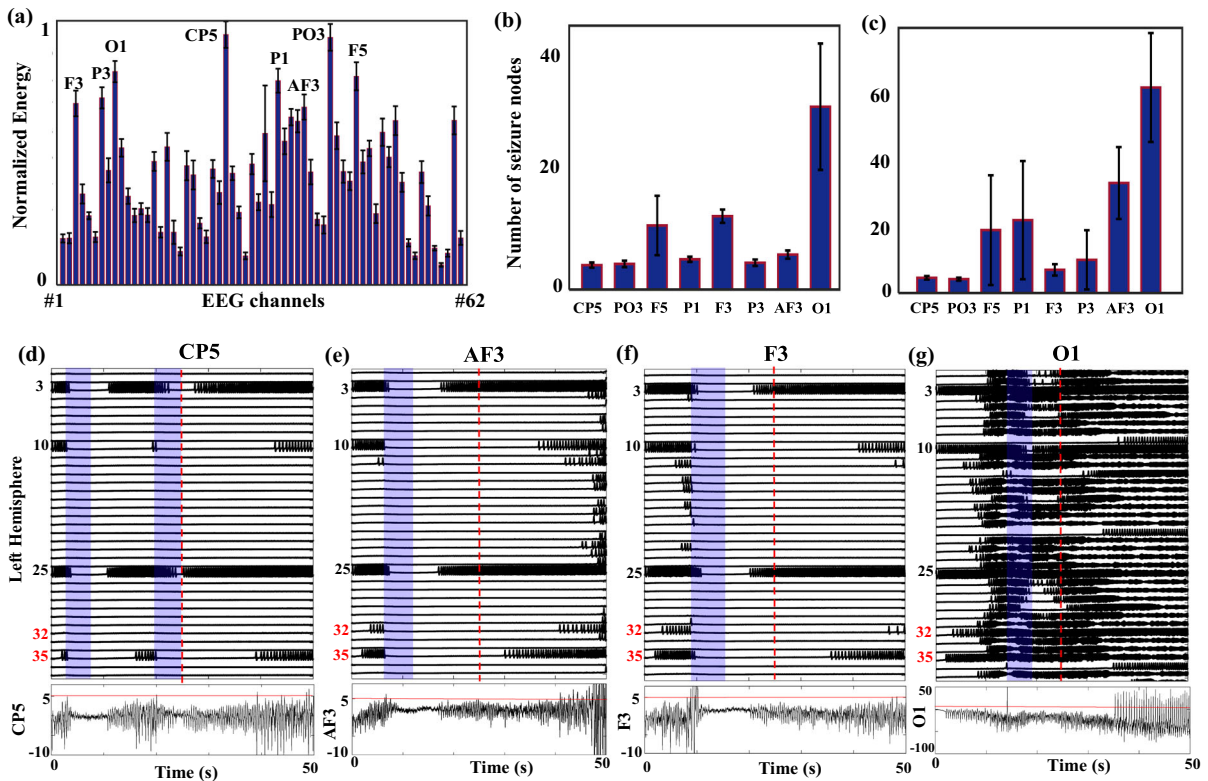 (a)
1
Normalized Energy
0
F3
P3
O1
CP5
P1
AF3
PO3
F5
#1
EEG channels
#62
(b)
40
20
0
Number of seizure nodes
CP5 PO3 F5 P1 F3 P3 AF3 O1
(c)
60
40
20
0
CP5 PO3 F5 P1 F3 P3 AF3 O1
(d)
CP5
Left Hemisphere
3
10
25
32
35
5
CP5
-10
0
Time (s)
50
(e)
AF3
3
10
25
32
35
5
AF3
-10
0
Time (s)
50
(f)
F3
3
10
25
32
35
5
F3
-10
0
Time (s)
50
(g)
O1
3
10
25
32
35
50
O1
-100
0
Time (s)
50